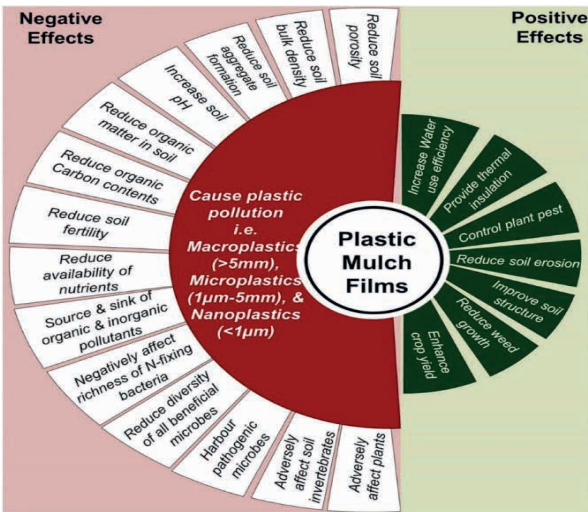 Negative
Effects
Positive
Effects
Reduce soil
porosity
Reduce soil
bulk density
Reduce soil
aggregate
formation
Increase soil
pH
Reduce organic
matter in soil
Reduce organic
Carbon contents
Reduce soil
fertility
Reduce
availability of
nutrients
Source & sink of
organic & inorganic
pollutants
Negatively affect
richness of N-fixing
bacteria
Reduce diversity
of all beneficial
microbes
Harbour
pathogenic
microbes
Adversely
affect soil
invertebrates
Adversely
affect plants
Cause plastic
pollution
i.e.
Macroplastics
(>5mm),
Microplastics
(1µm-5mm), &
Nanoplastics
(<1µm)
Plastic
Mulch
Films
Increase Water
use efficiency
Provide thermal
insulation
Control plant pest
Reduce soil erosion
Improve soil
structure
Reduce weed
growth
Enhance
crop yield